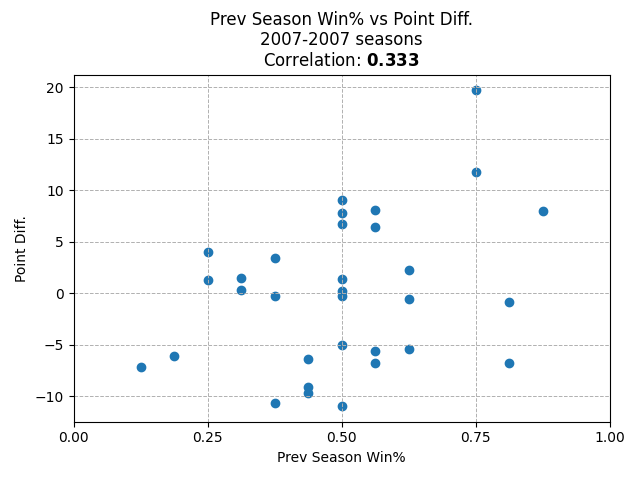 Prev Season Win% vs Point Diff.
2007-2007 seasons
Correlation: 0.333
20
15
10
5
0
−5
−10
Point Diff.
0.00 0.25 0.50 0.75 1.00
Prev Season Win%